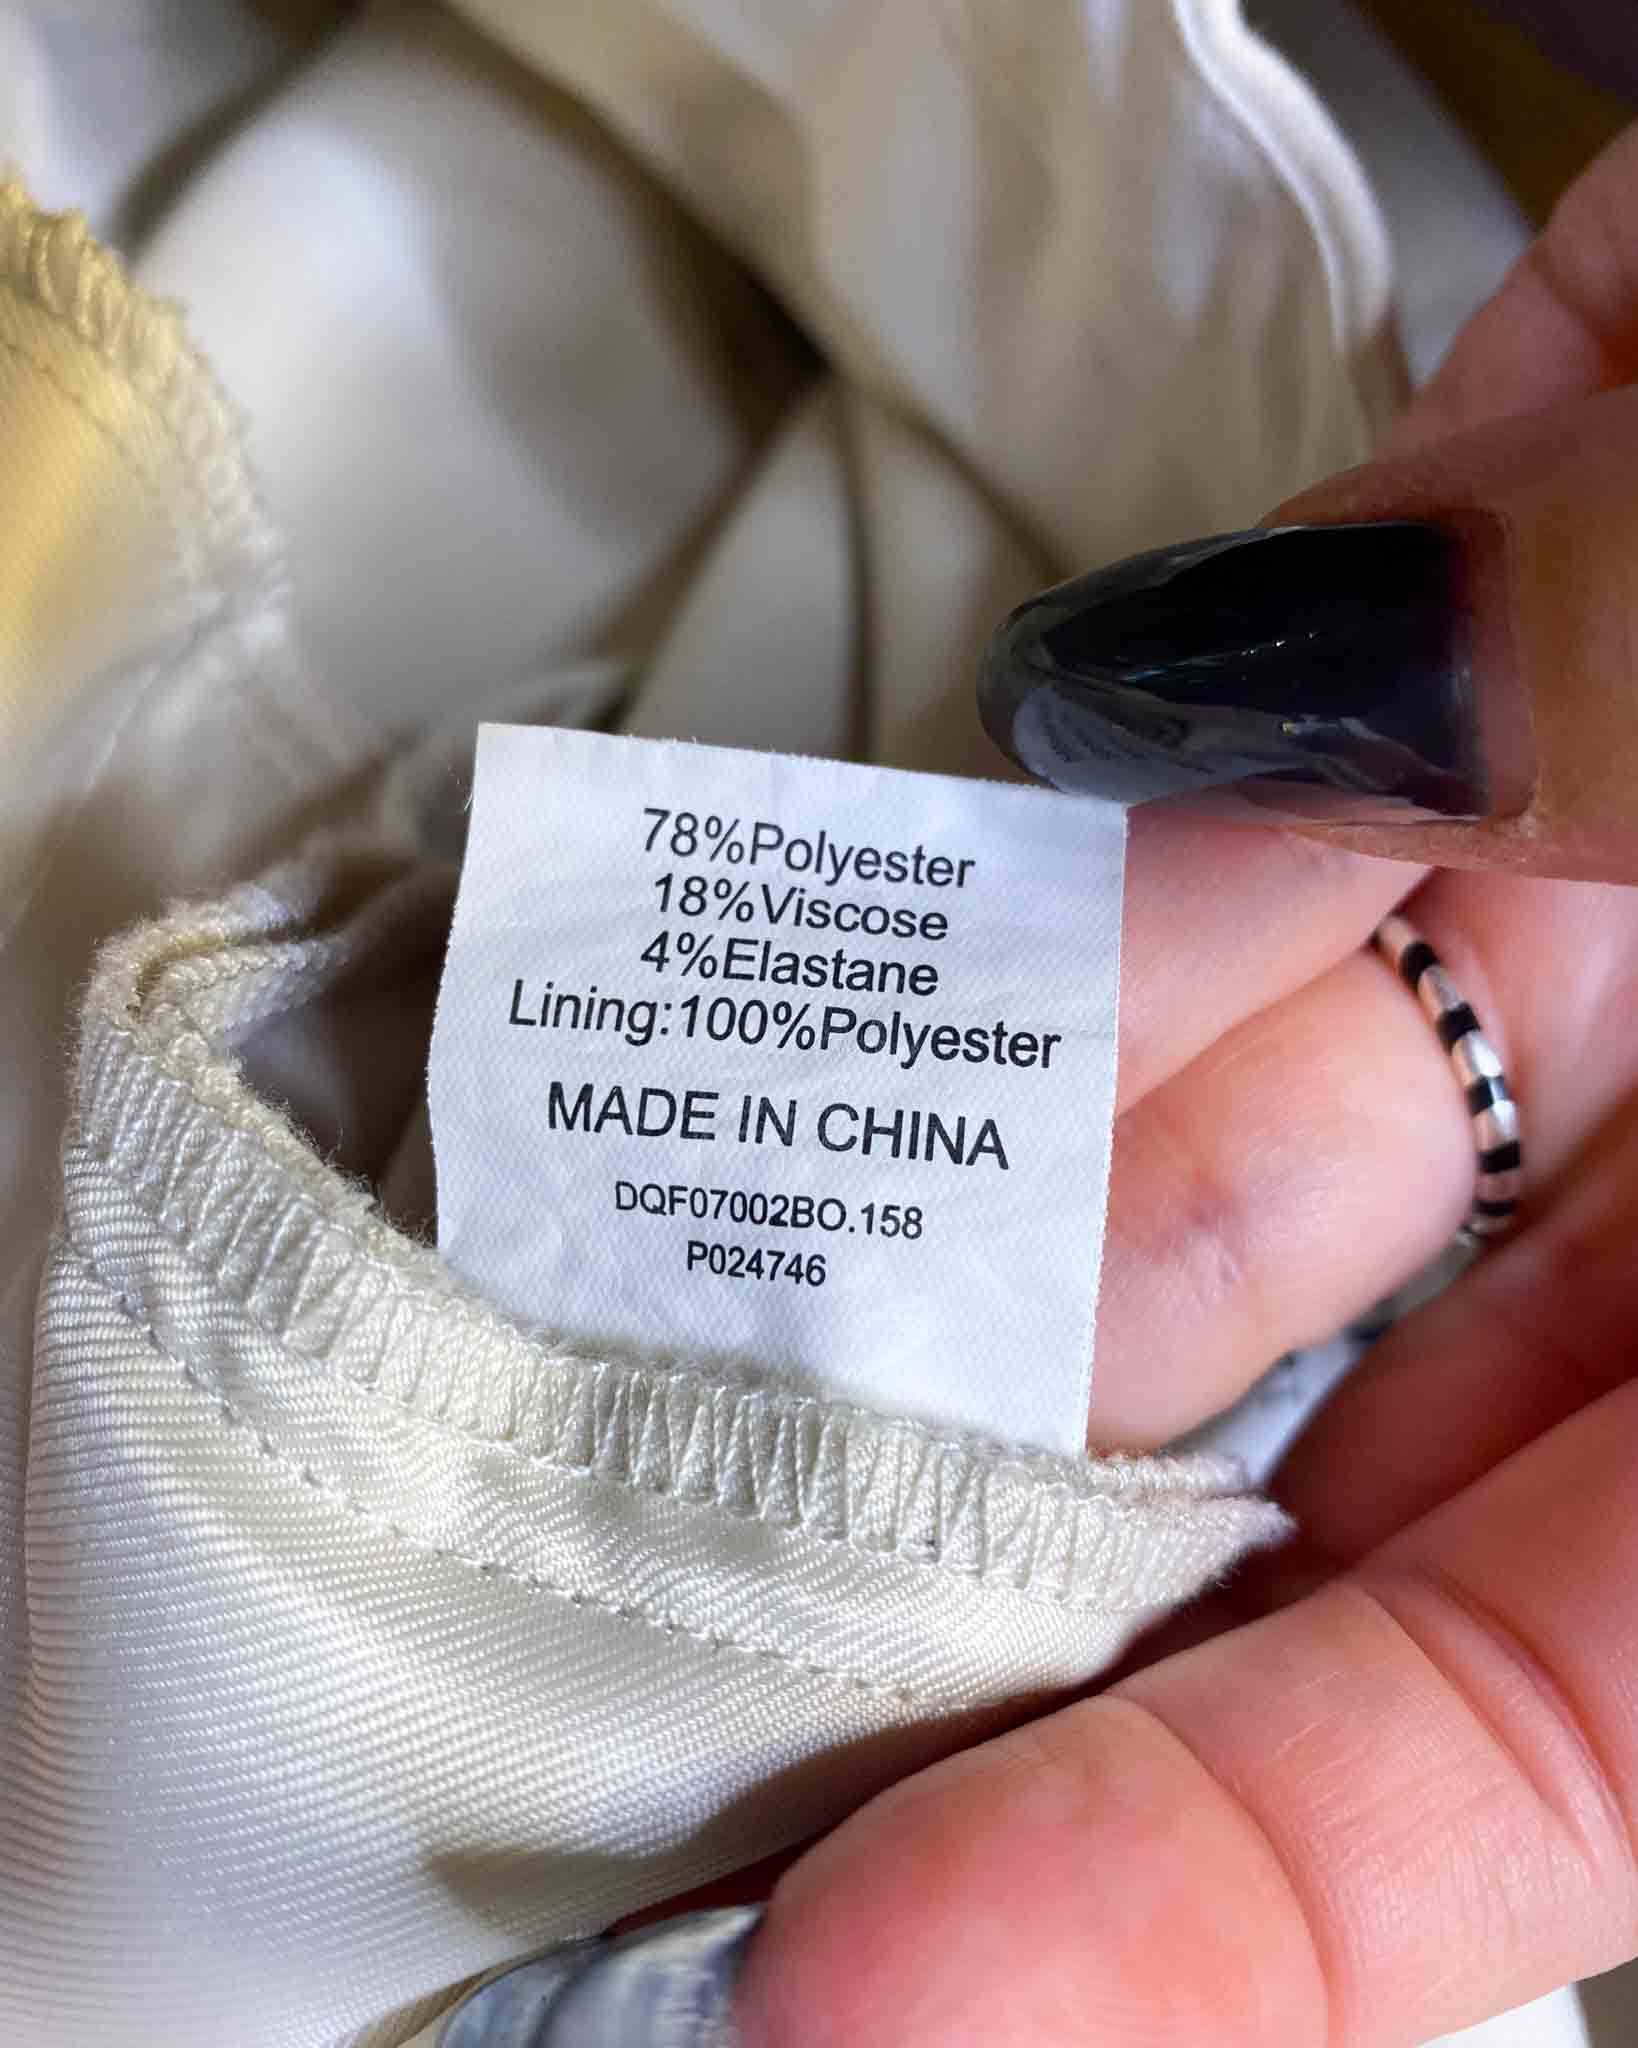 78%Polyester
18%Viscose
4%Elastane
Lining:100%Polyester
MADE IN CHINA
DQF07002BO.158
P024746